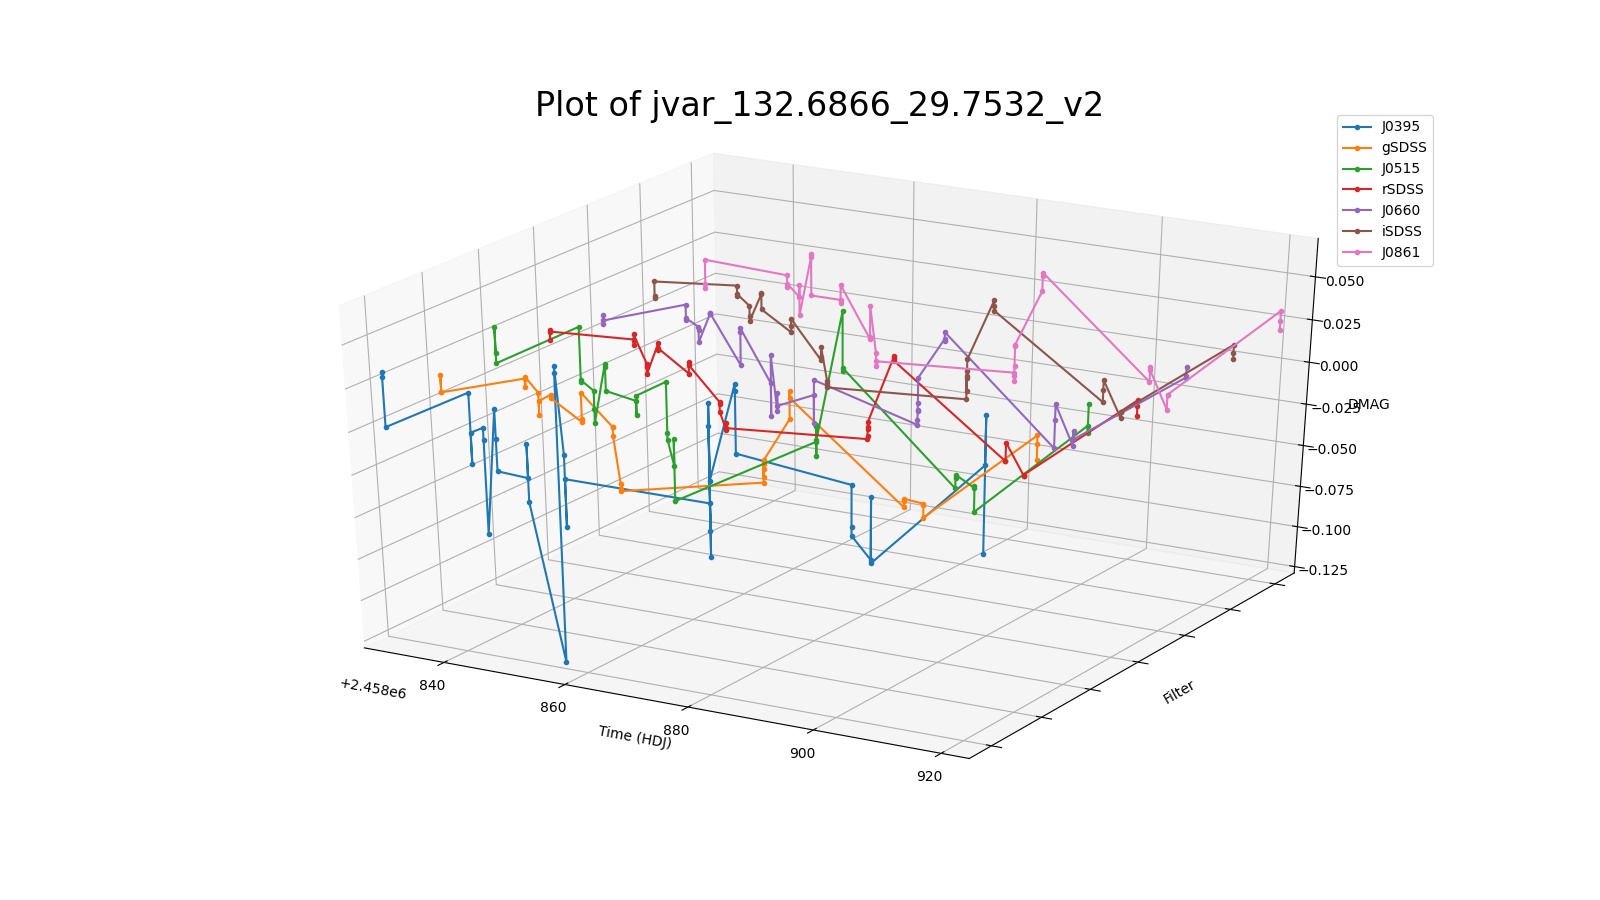 Plot of jvar_132.6866_29.7532_v2
J0395
gSDSS
J0515
rSDSS
J0660
iSDSS
J0861
0.050
0.025
0.000
−0.025
DMAG
−0.050
−0.075
−0.100
−0.125
Filter
+2.458e6
840
860
880
900
920
Time (HDJ)